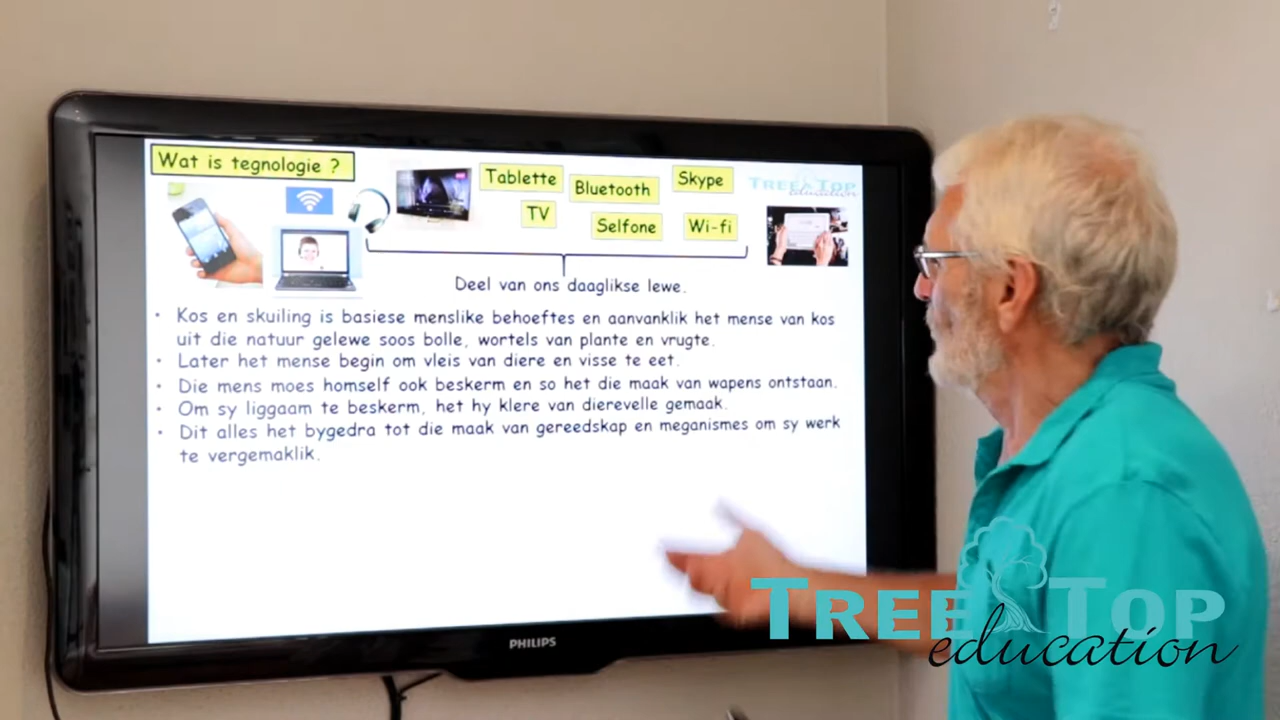 Wat is tegnologie ?
Tablette
Bluetooth
Skype
TREE TOP
education
TV
Selfone
Wi-fi
Deel van ons daaglikse lewe.
• Kos en skuiling is basiese menslike behoeftes en aanvanklik het mense van kos
uit die natuur gelewe soos bolle, wortels van plante en vrugte.
• Later het mense begin om vleis van diere en visse te eet.
• Die mens moes homself ook beskerm en so het die maak van wapens ontstaan.
• Om sy liggaam te beskerm, het hy klere van dierevelle gemaak.
• Dit alles het bygedra tot die maak van gereedskap en meganismes om sy werk
te vergemaklik.
PHILIPS
TREE TOP
education